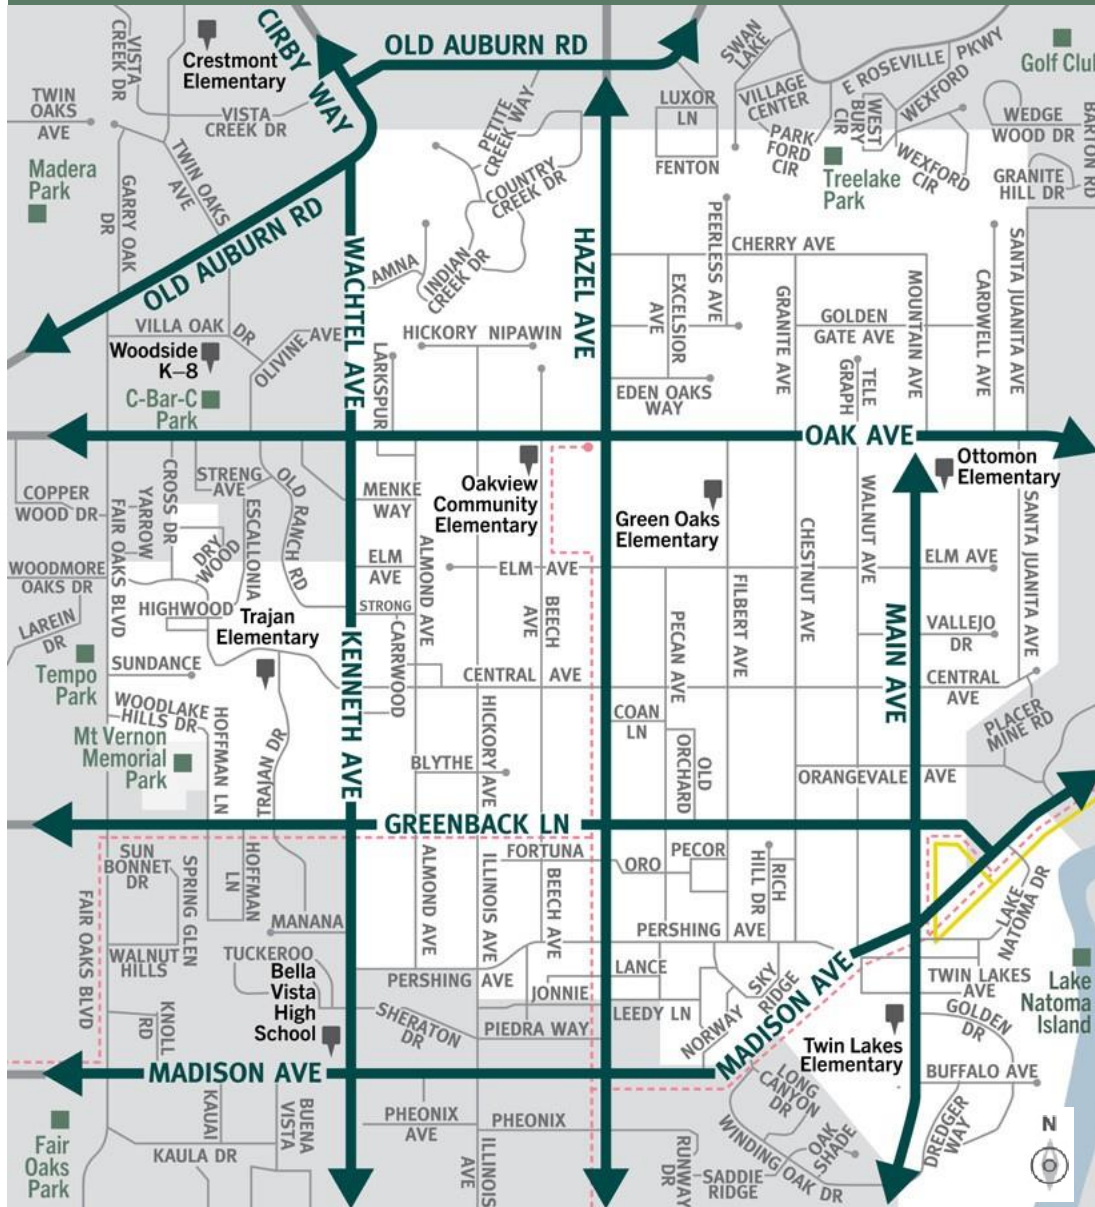 OLD AUBURN RD
CIRBY
WAY
Crestmont
Elementary
VISTA
CREEK DR
TWIN
OAKS
AVE
VISTA
CREEK DR
TWIN OAKS
AVE
Madera
Park
GARRY OAK
DR
OLD AUBURN RD
PETITE
CREEK WAY
COUNTRY
CREEK DR
INDIAN
CREEK DR
AMNA
SWAN
LAKE
LUXOR
LN
FENTON
VILLAGE
CENTER
PARK
FORD
CIR
E ROSEVILLE PKWY
WEST
BURY
CIR
WEXFORD
WEXFORD
CIR
Treelake
Park
Golf Club
WEDGE
WOOD DR
BARTON RD
GRANITE
HILL DR
WACHTEL AVE
HAZEL AVE
PEERLESS AVE
CHERRY AVE
EXCELSIOR
AVE
GRANITE AVE
MOUNTAIN AVE
CARDWELL AVE
SANTA JUANITA AVE
GOLDEN
GATE AVE
VILLA OAK
DR
Woodside
K–8
OLIVINE AVE
C-Bar-C
Park
LARKSPUR
HICKORY
NIPAWIN
EDEN OAKS
WAY
TELE
GRAPH
OAK AVE
COPPER
WOOD DR
FAIR OAKS BLVD
YARROW
CROSS DR
STRENG
AVE
ESCALLONIA
OLD
RANCH RD
DRY
WOOD
MENKE
WAY
Oakview
Community
Elementary
Green Oaks
Elementary
Ottomon
Elementary
WALNUT AVE
CHESTNUT AVE
SANTA JUANITA AVE
WOODMORE
OAKS DR
ELM
AVE
ALMOND AVE
ELM AVE
ELM AVE
HIGHWOOD
STRONG
CARRWOOD
BEECH
AVE
PECAN AVE
FILBERT AVE
MAIN AVE
VALLEJO
DR
LAREIN
DR
Trajan
Elementary
Tempo
Park
SUNDANCE
KENNETH AVE
CENTRAL AVE
CENTRAL
AVE
WOODLAKE
HILLS DR
Mt Vernon
Memorial
Park
HOFFMAN LN
TRAJAN DR
HICKORY AVE
BLYTHE
COAN
LN
OLD
ORCHARD
PLACER
MINE RD
ORANGEVALE AVE
GREENBACK LN
SUN
BONNET
DR
SPRING GLEN
HOFFMAN
LN
ALMOND AVE
ILLINOIS AVE
FORTUNA
BEECH AVE
ORO
PECOR
RICH
HILL DR
FAIR OAKS BLVD
MANANA
PERSHING AVE
LAKE
NATOMA DR
WALNUT
HILLS
TUCKEROO
Bella
Vista
High
School
PERSHING AVE
LANCE
JONNIE
LEEDY LN
SKY
RIDGE
NORWAY
MADISON AVE
TWIN LAKES
AVE
Lake
Natoma
Island
KNOLL
RD
SHERATON
DR
PIEDRA WAY
GOLDEN
DR
Twin Lakes
Elementary
MADISON AVE
BUFFALO AVE
LONG
CANYON
DR
KAUAI
BUENA
VISTA
PHEONIX
AVE
PHEONIX
ILLINOIS
AVE
RUNWAY
DR
WINDING OAK DR
OAK
SHADE
DREDGER
WAY
SADDIE
RIDGE
KAULA DR
Fair
Oaks
Park
N